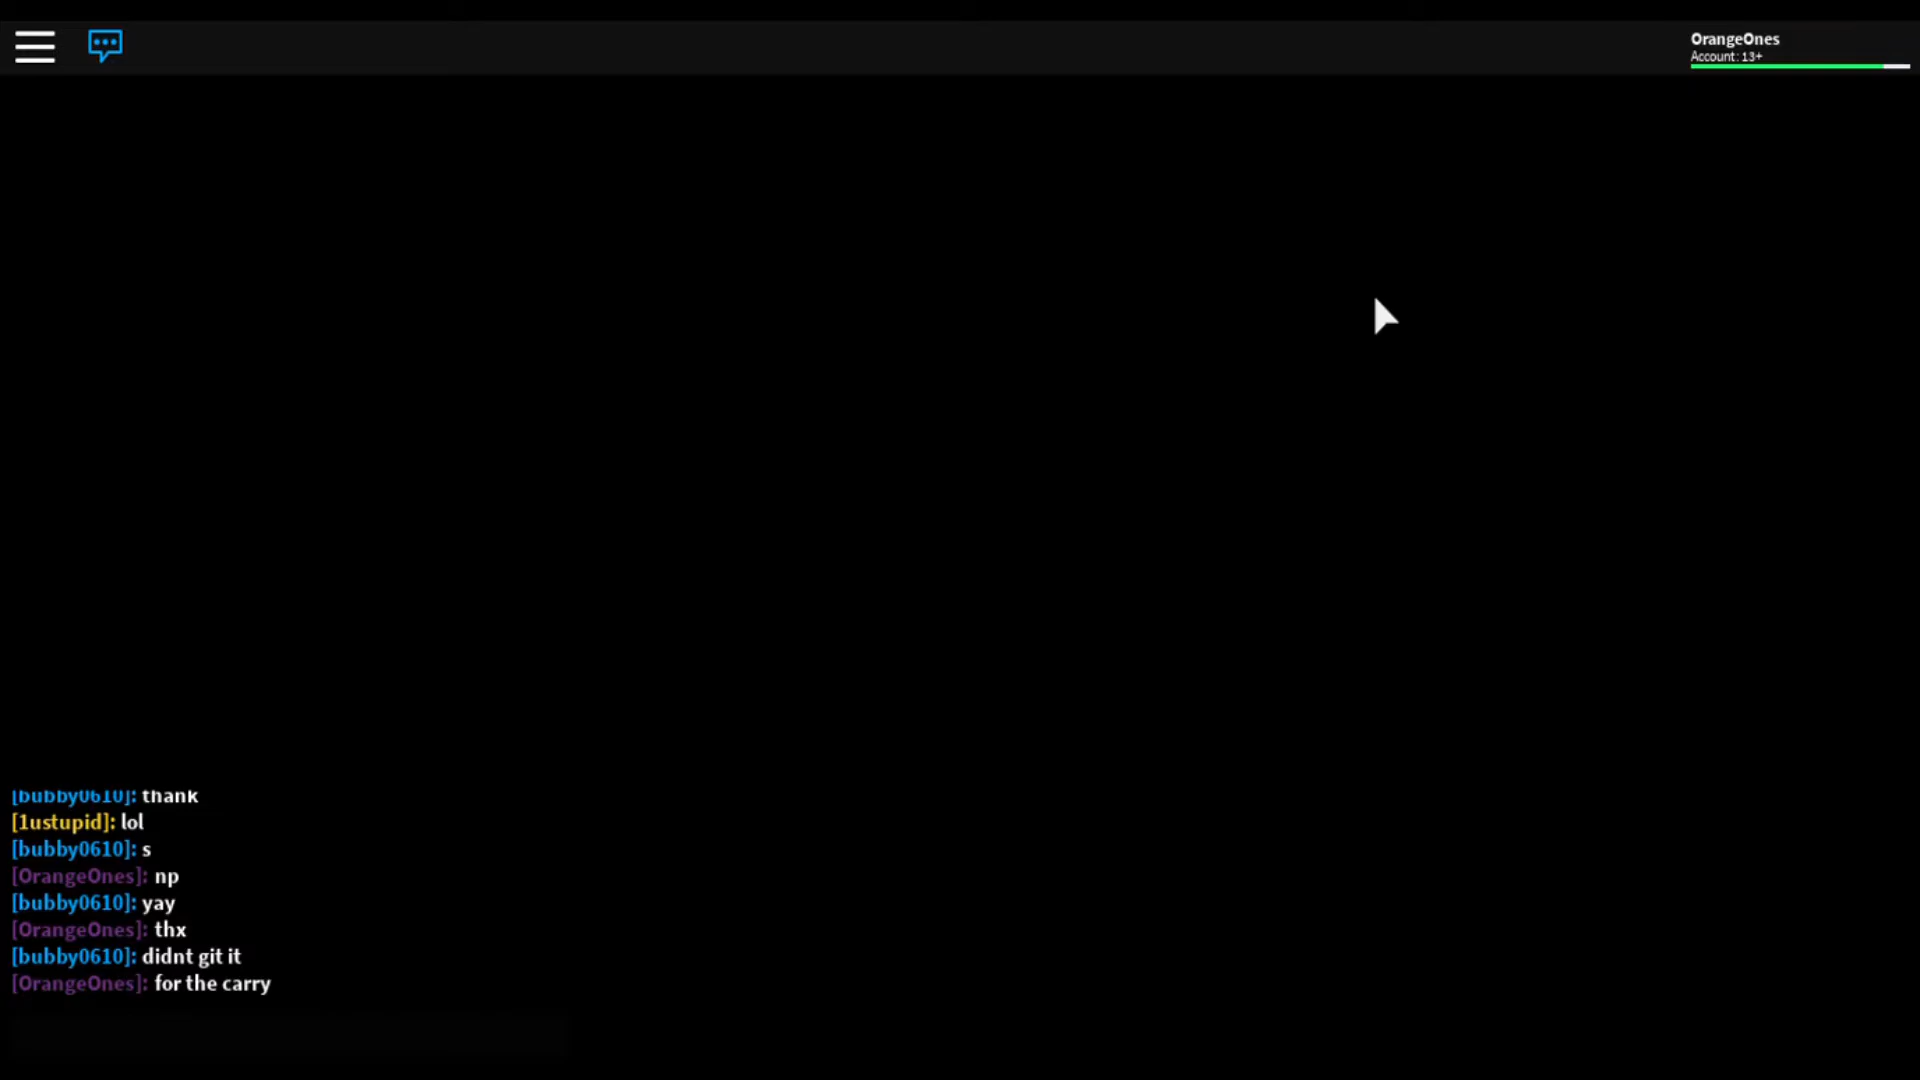 OrangeOnes
Account: 13+
[bubby0610]: thank
[1ustupid]: lol
[bubby0610]: s
[OrangeOnes]: np
[bubby0610]: yay
[OrangeOnes]: thx
[bubby0610]: didnt git it
[OrangeOnes]: for the carry